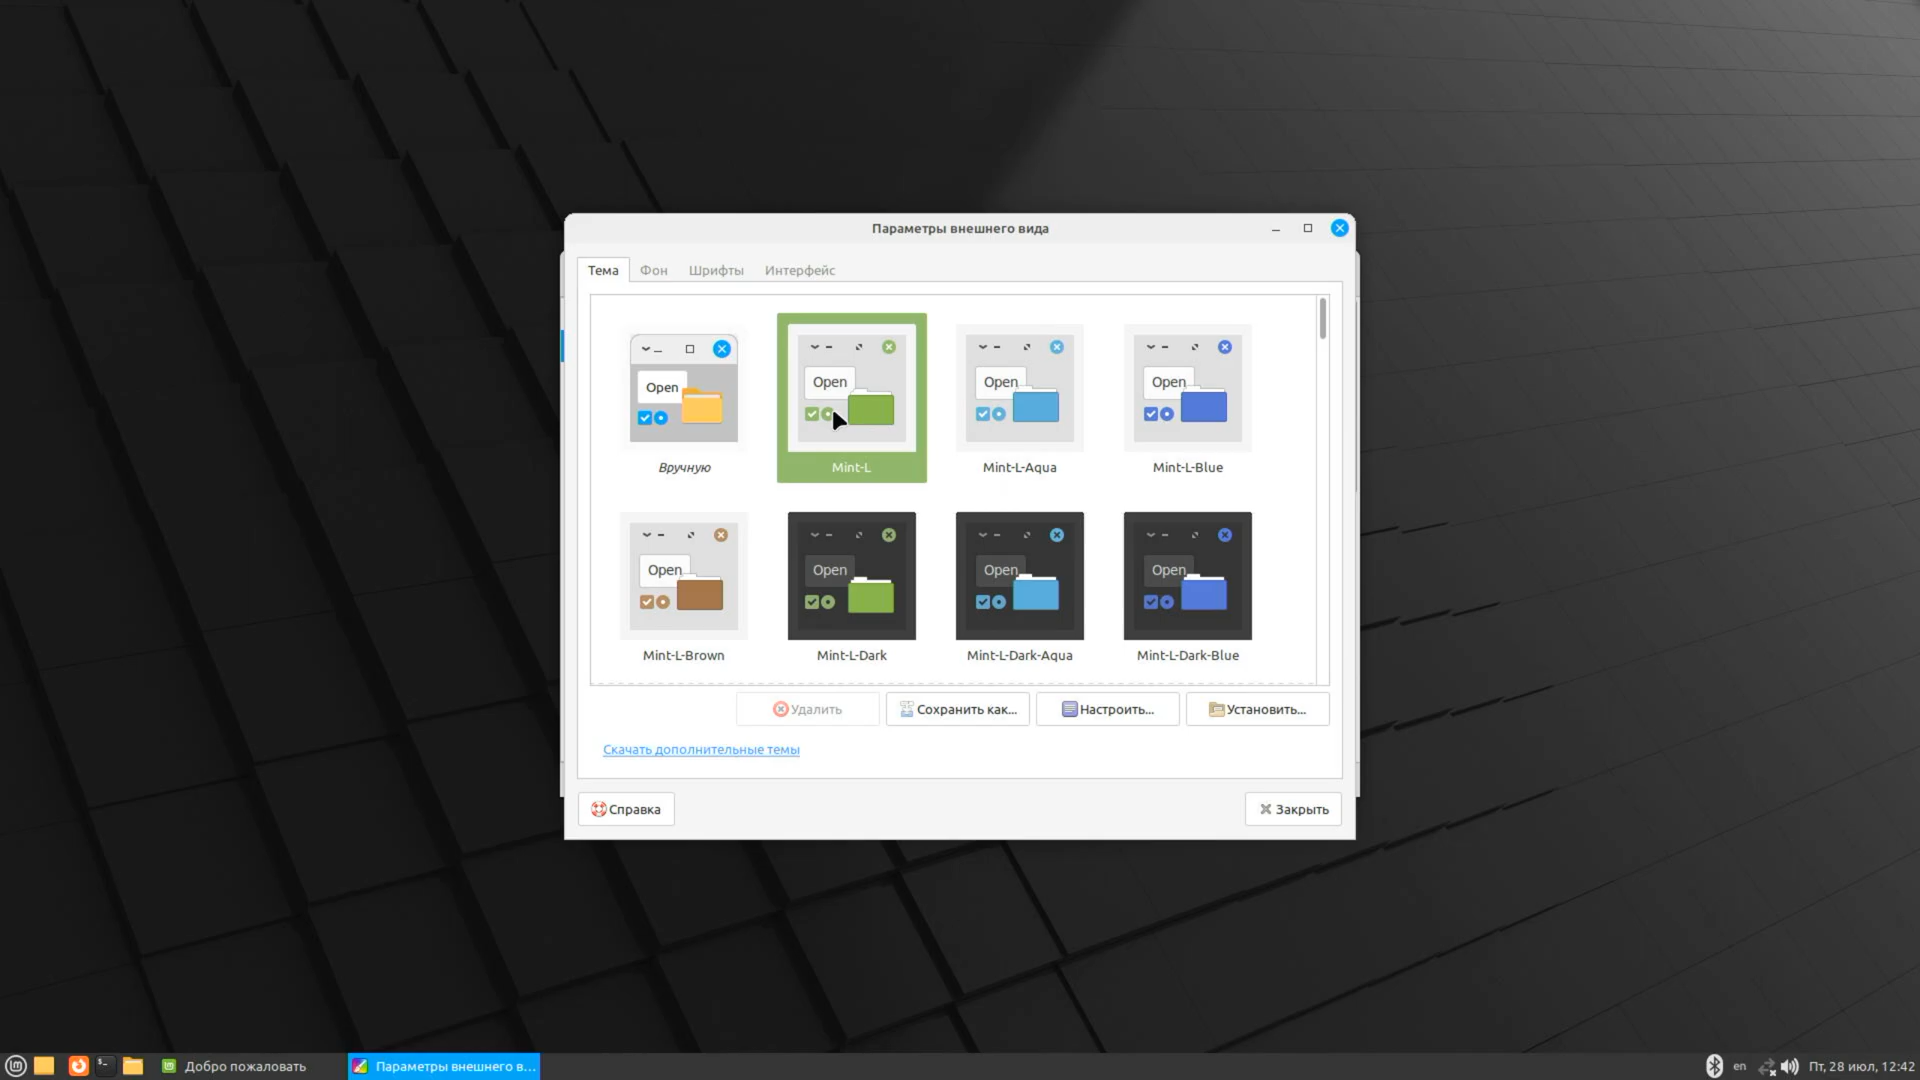 Параметры внешнего вида
Тема Фон Шрифты Интерфейс
Open Open Open Open
Вручную Mint-L Mint-L-Aqua Mint-L-Blue
Open Open Open Open
Mint-L-Brown Mint-L-Dark Mint-L-Dark-Aqua Mint-L-Dark-Blue
Удалить Сохранить как... Настроить... Установить...
Скачать дополнительные темы
Справка Закрыть
Добро пожаловать Параметры внешнего в... en Пт, 28 июл, 12:42